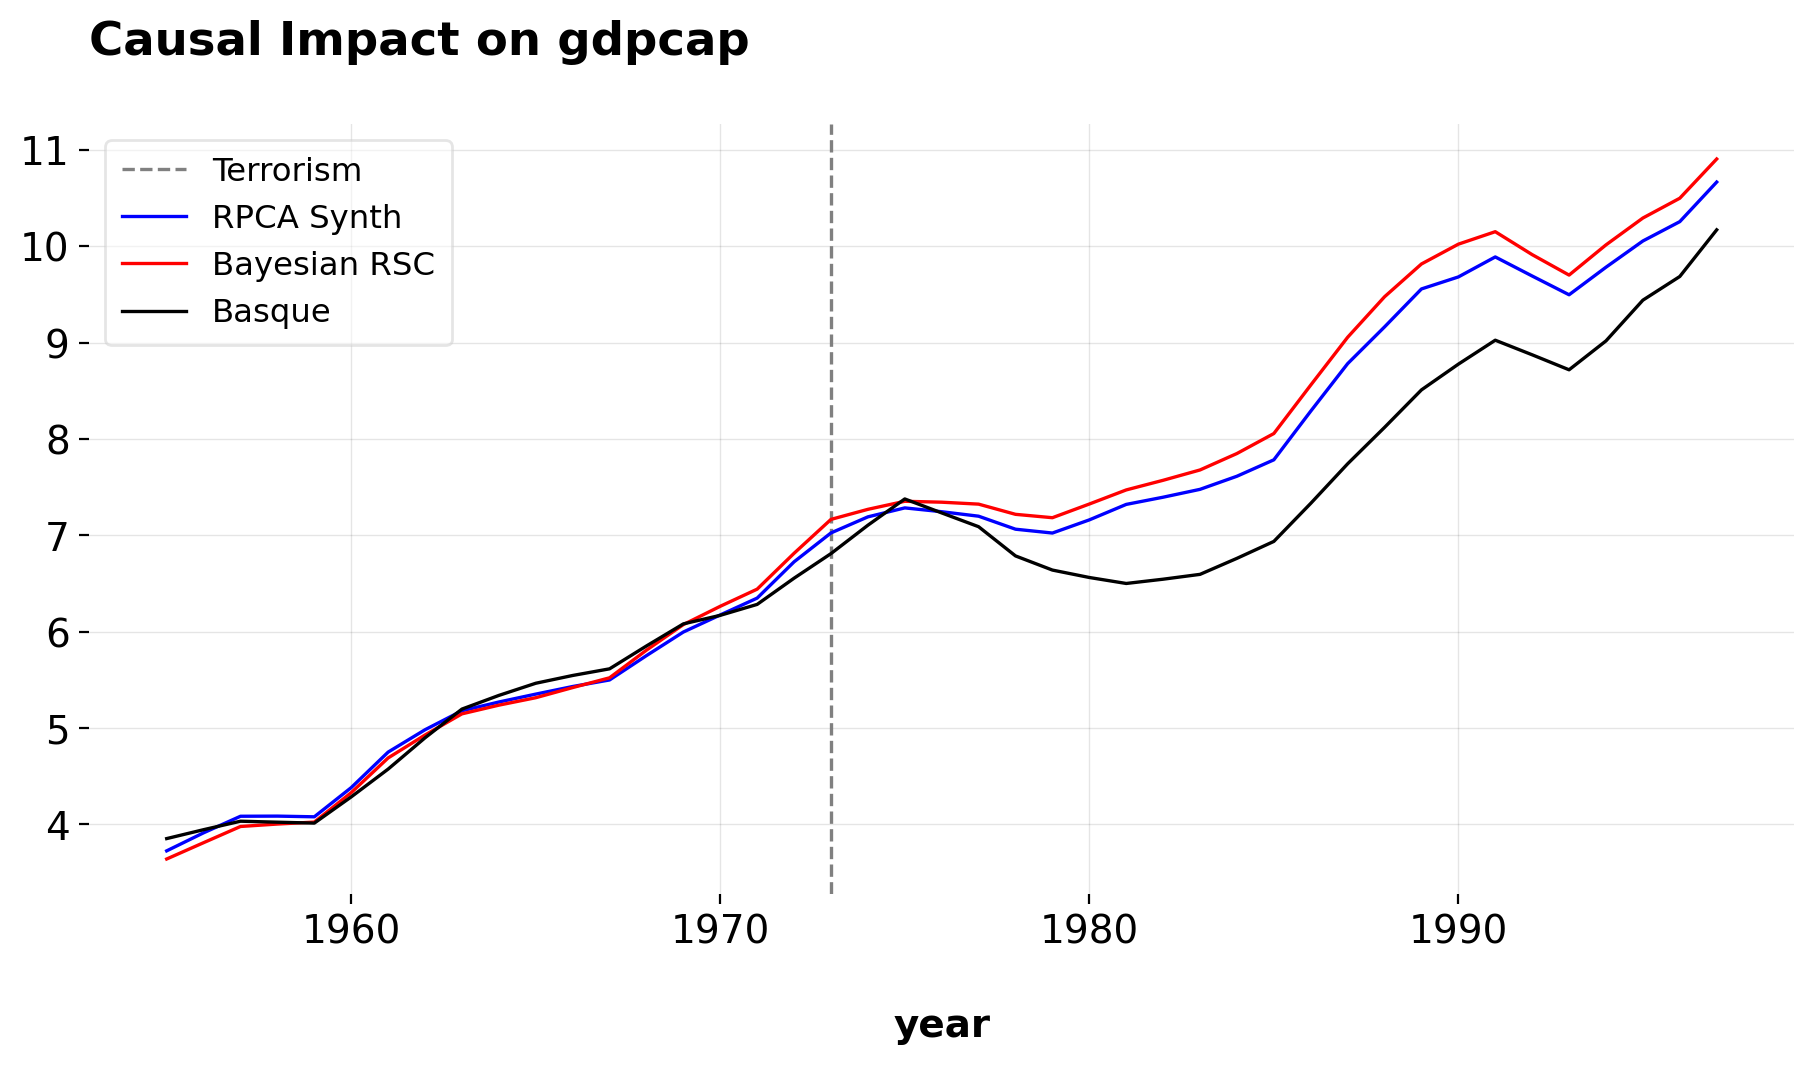 Causal Impact on gdpcap
11
10
9
8
7
6
5
4
Terrorism
RPCA Synth
Bayesian RSC
Basque
1960
1970
1980
1990
year